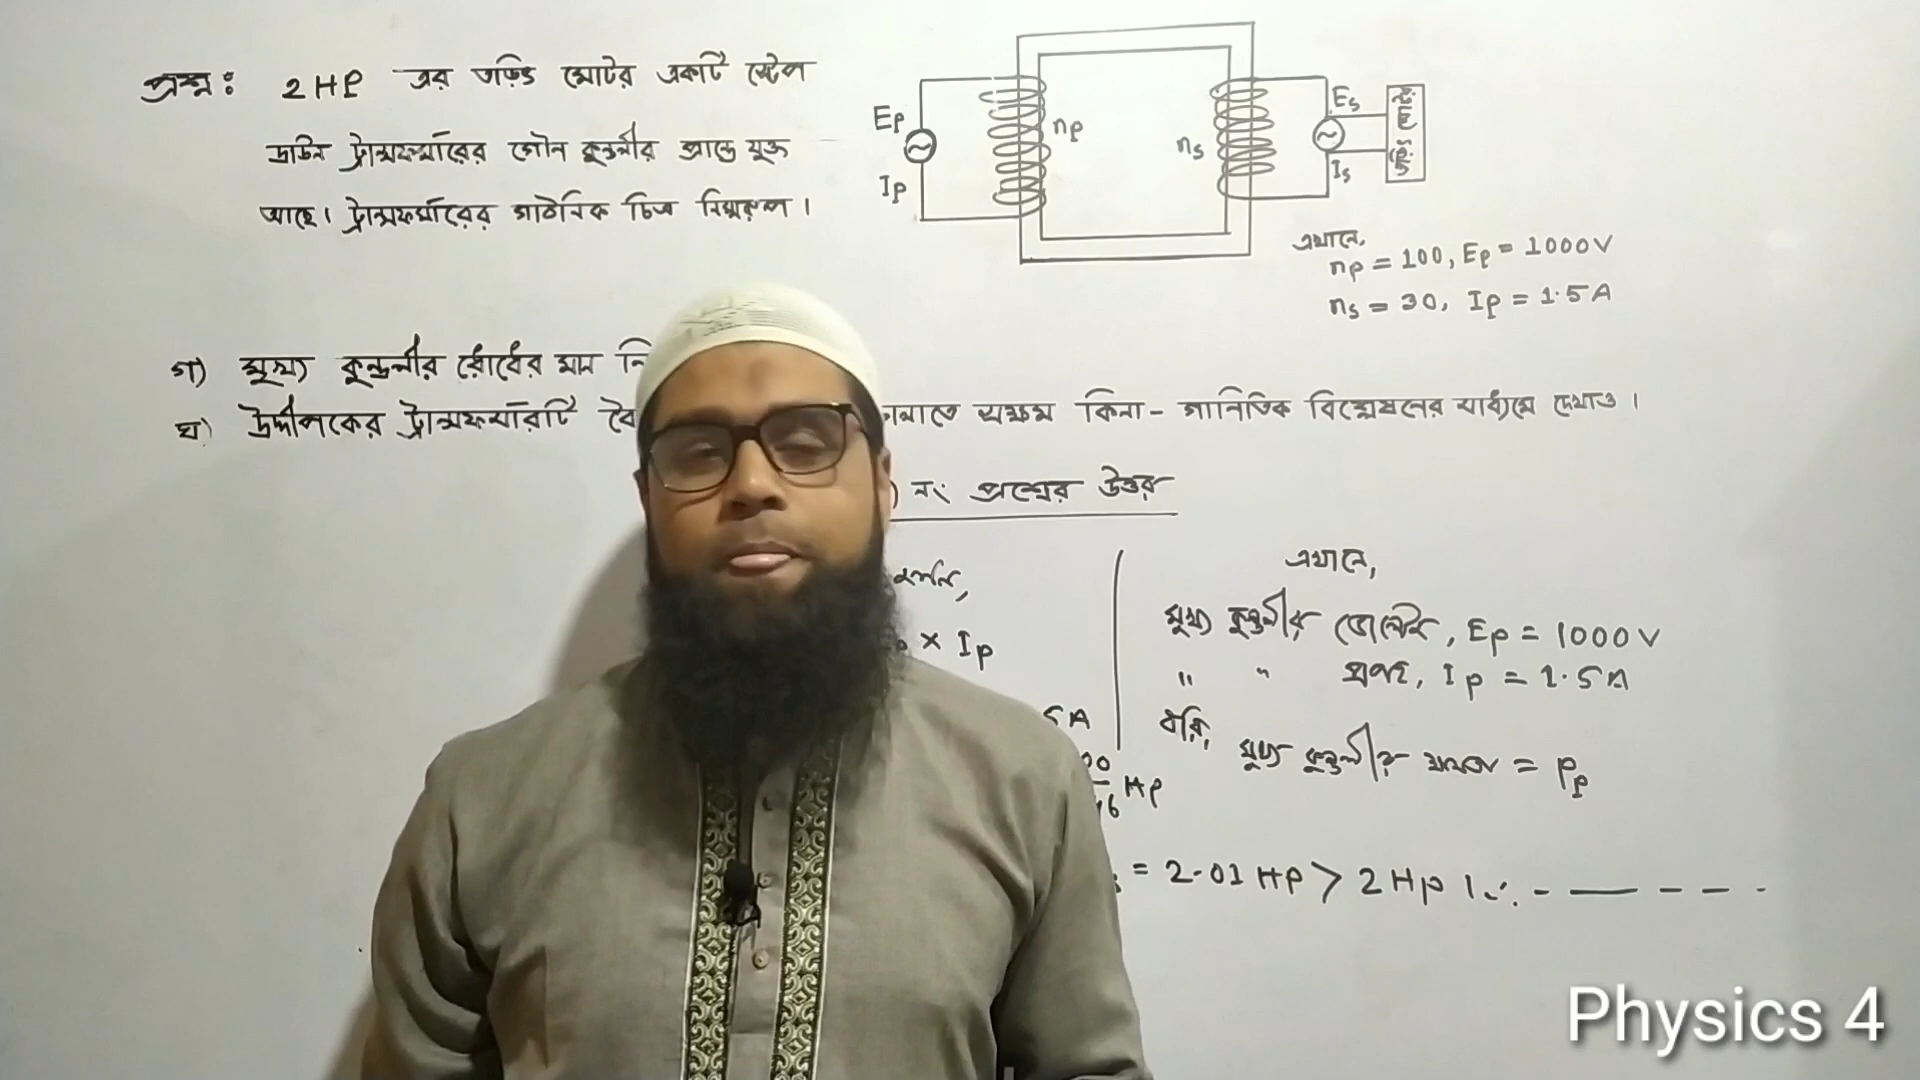 প্রশ্ন: 2HP এর তড়িৎ মোটর একটি স্টেপ
ডাউন ট্রান্সফর্মারের গৌন কুন্ডলীর প্রান্তে যুক্ত
আছে। ট্রান্সফর্মারের গাঠনিক চিত্র নিম্নরূপ।
Ep
Ip
np
ns
Es
Is
এখানে,
np = 100, Ep = 1000V
ns = 30, Ip = 1.5A
গ) মূখ্য কুন্ডলীর রোধের মান
ঘ) উদ্দীপকের ট্রান্সফর্মারটি সক্ষম কিনা - গানিতিক বিশ্লেষনের মাধ্যমে দেখাও।
নং প্রশ্নের উত্তর
× Ip
5A
Hp
এখানে,
মূখ্য কুন্ডলীর ভোল্টেজ, Ep = 1000V
" " প্রবাহ, Ip = 1.5A
ধরি,
মূখ্য কুন্ডলীর ক্ষমতা = Pp
= 2.01 HP > 2 Hp । ∴ - — - - -
Physics 4